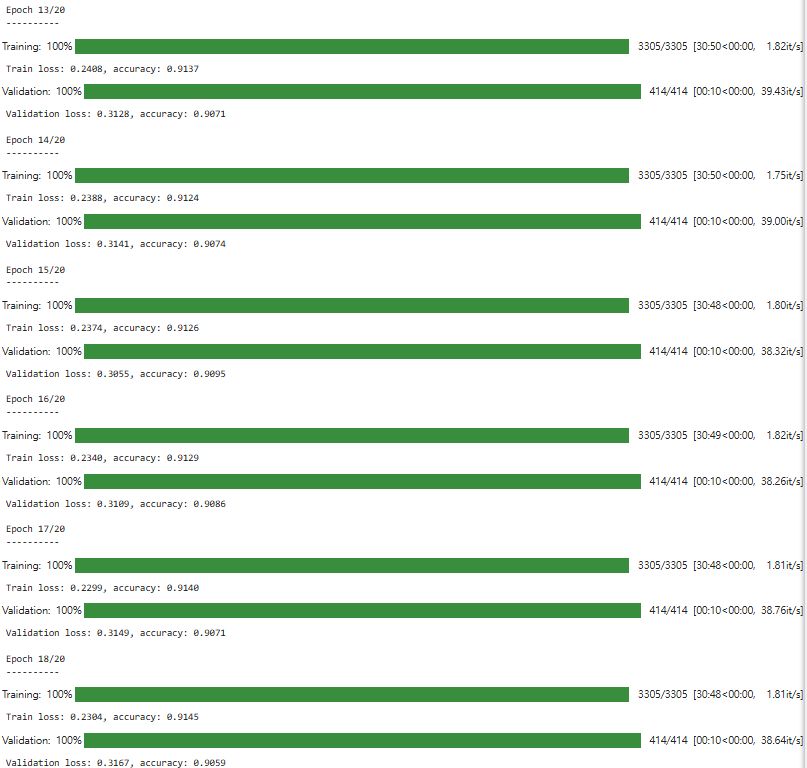 Epoch 13/20
----------
Training: 100% 3305/3305 [30:50<00:00, 1.82it/s]
Train loss: 0.2408, accuracy: 0.9137
Validation: 100% 414/414 [00:10<00:00, 39.43it/s]
Validation loss: 0.3128, accuracy: 0.9071
Epoch 14/20
----------
Training: 100% 3305/3305 [30:50<00:00, 1.75it/s]
Train loss: 0.2388, accuracy: 0.9124
Validation: 100% 414/414 [00:10<00:00, 39.00it/s]
Validation loss: 0.3141, accuracy: 0.9074
Epoch 15/20
----------
Training: 100% 3305/3305 [30:48<00:00, 1.80it/s]
Train loss: 0.2374, accuracy: 0.9126
Validation: 100% 414/414 [00:10<00:00, 38.32it/s]
Validation loss: 0.3055, accuracy: 0.9095
Epoch 16/20
----------
Training: 100% 3305/3305 [30:49<00:00, 1.82it/s]
Train loss: 0.2340, accuracy: 0.9129
Validation: 100% 414/414 [00:10<00:00, 38.26it/s]
Validation loss: 0.3109, accuracy: 0.9086
Epoch 17/20
----------
Training: 100% 3305/3305 [30:48<00:00, 1.81it/s]
Train loss: 0.2299, accuracy: 0.9140
Validation: 100% 414/414 [00:10<00:00, 38.76it/s]
Validation loss: 0.3149, accuracy: 0.9071
Epoch 18/20
----------
Training: 100% 3305/3305 [30:48<00:00, 1.81it/s]
Train loss: 0.2304, accuracy: 0.9145
Validation: 100% 414/414 [00:10<00:00, 38.64it/s]
Validation loss: 0.3167, accuracy: 0.9059